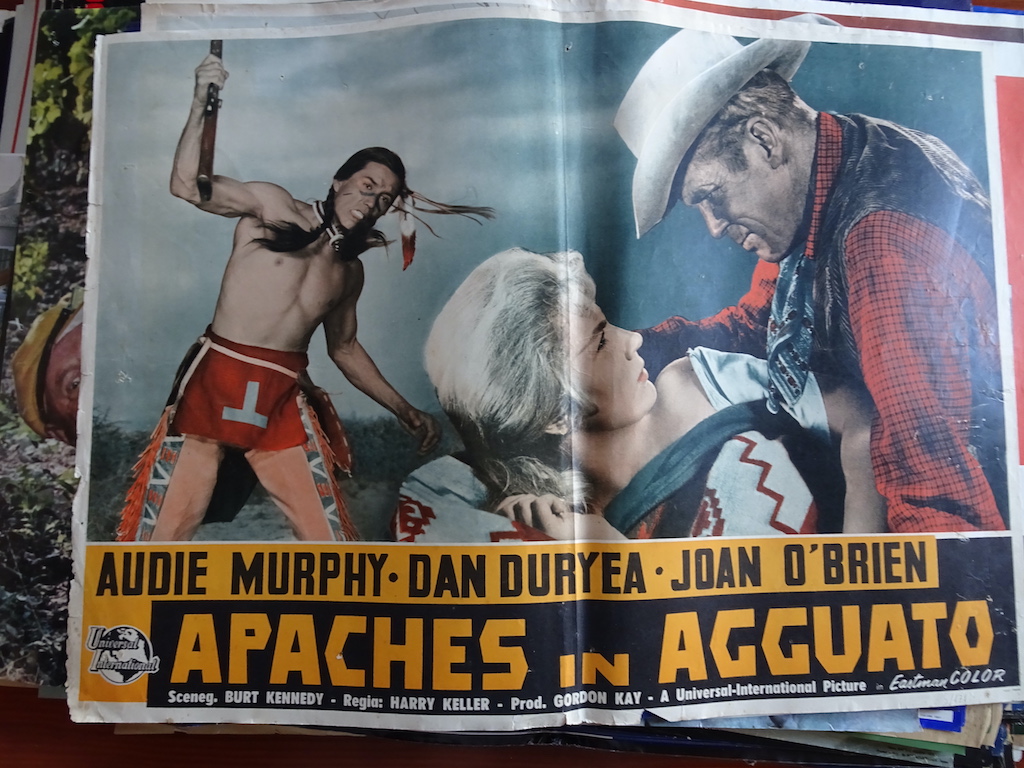 AUDIE MURPHY · DAN DURYEA · JOAN O'BRIEN
APACHES IN AGGUATO
Universal
International
Sceneg. BURT KENNEDY - Regia: HARRY KELLER - Prod. GORDON KAY - A Universal-International Picture in Eastman COLOR